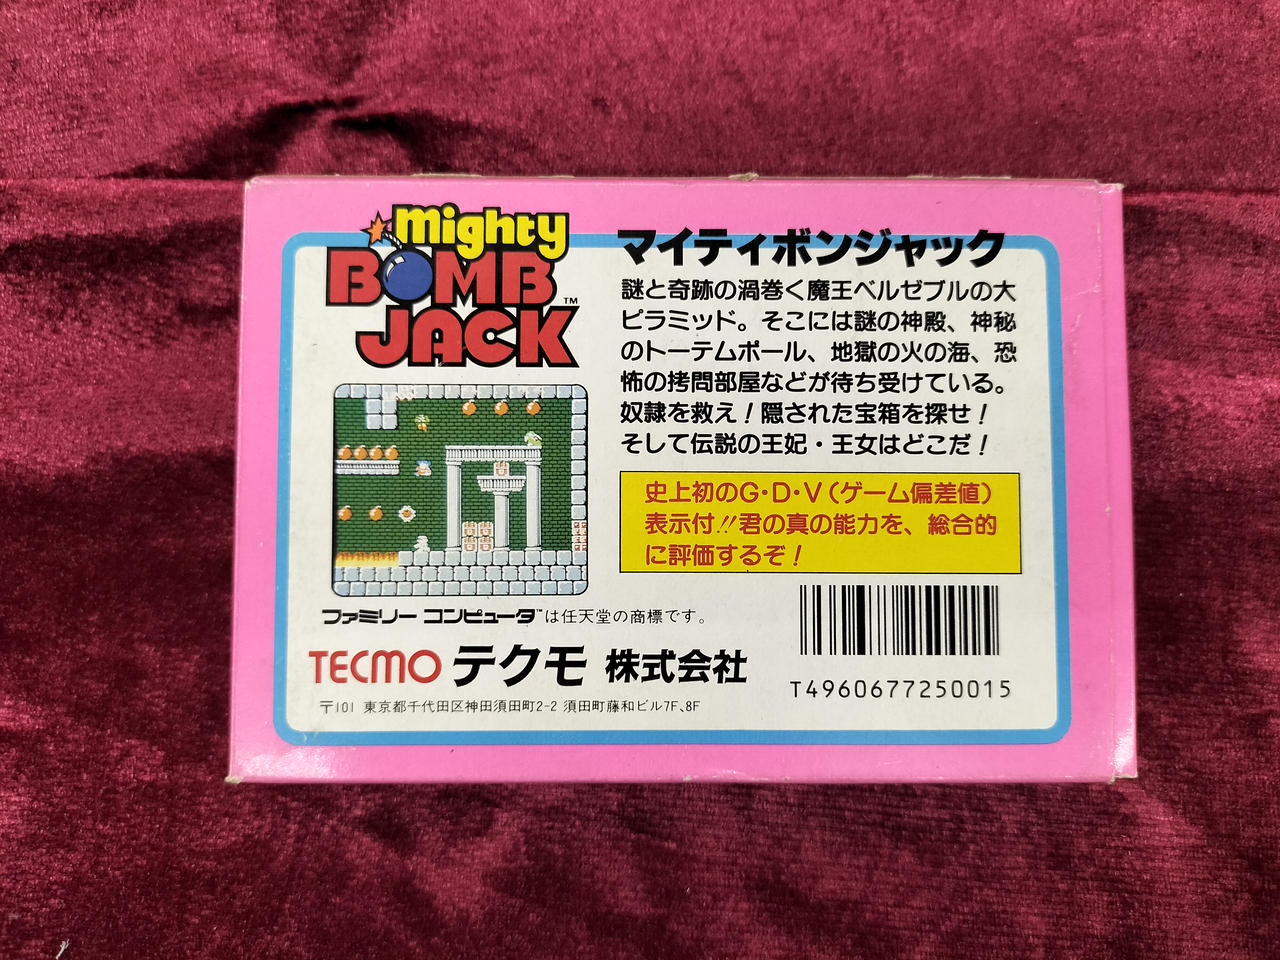 mighty
BOMB
JACK™
マイティボンジャック
謎と奇跡の渦巻く魔王ベルゼブルの大
ピラミッド。そこには謎の神殿、神秘
のトーテムポール、地獄の火の海、恐
怖の拷問部屋などが待ち受けている。
奴隷を救え！隠された宝箱を探せ！
そして伝説の王妃・王女はどこだ！
史上初のG・D・V（ゲーム偏差値）
表示付!!君の真の能力を、総合的
に評価するぞ！
ファミリーコンピュータ™は任天堂の商標です。
TECMO テクモ 株式会社
〒101 東京都千代田区神田須田町2-2 須田町藤和ビル7F、8F
T4960677250015